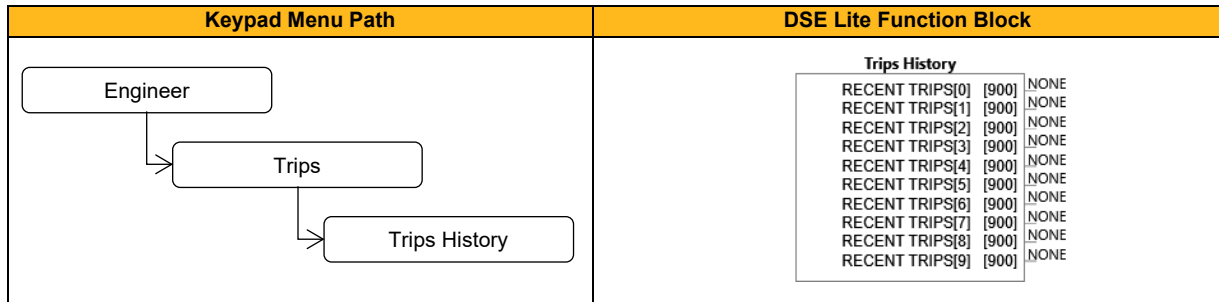 Keypad Menu Path
DSE Lite Function Block
Engineer
Trips
Trips History
Trips History
RECENT TRIPS[0] [900] NONE
RECENT TRIPS[1] [900] NONE
RECENT TRIPS[2] [900] NONE
RECENT TRIPS[3] [900] NONE
RECENT TRIPS[4] [900] NONE
RECENT TRIPS[5] [900] NONE
RECENT TRIPS[6] [900] NONE
RECENT TRIPS[7] [900] NONE
RECENT TRIPS[8] [900] NONE
RECENT TRIPS[9] [900] NONE